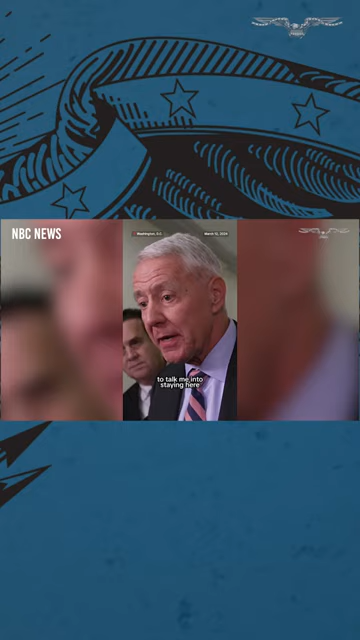 NBC NEWS
Washington, D.C.
March 12, 2024
to talk me into
staying here